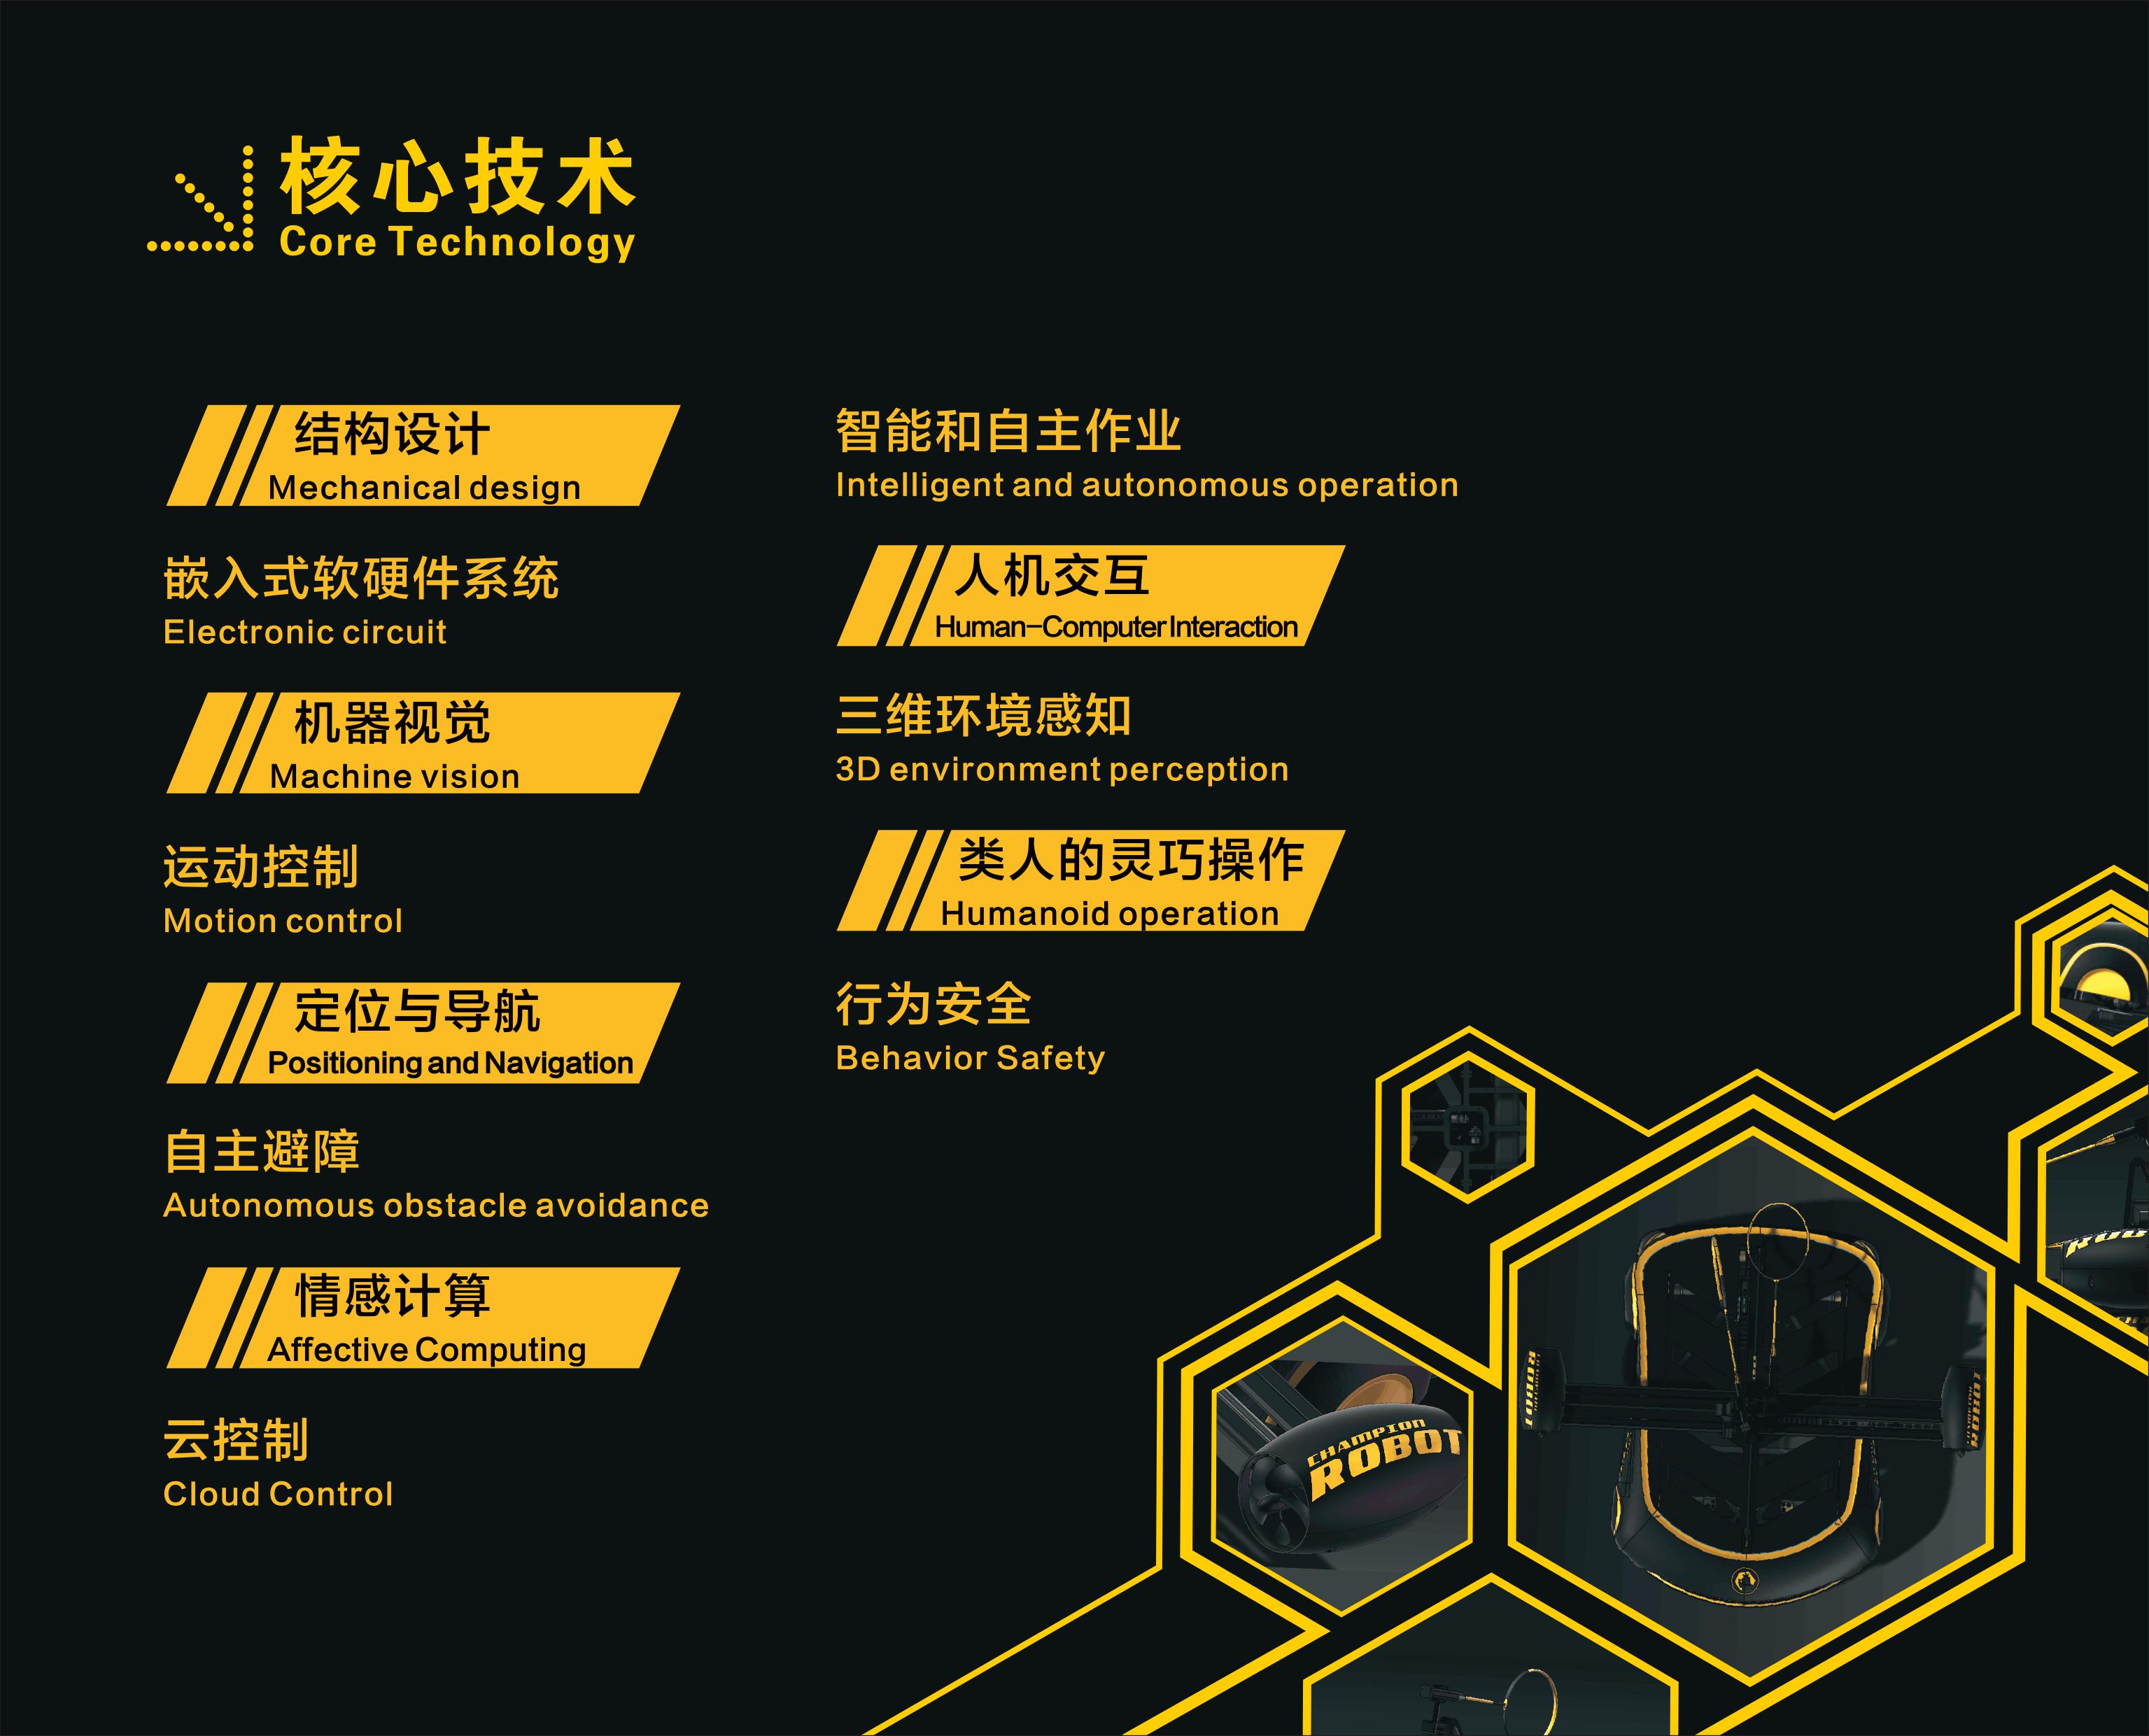 核心技术
Core Technology
结构设计
Mechanical design
嵌入式软硬件系统
Electronic circuit
机器视觉
Machine vision
运动控制
Motion control
定位与导航
Positioning and Navigation
自主避障
Autonomous obstacle avoidance
情感计算
Affective Computing
云控制
Cloud Control
智能和自主作业
Intelligent and autonomous operation
人机交互
Human-Computer Interaction
三维环境感知
3D environment perception
类人的灵巧操作
Humanoid operation
行为安全
Behavior Safety
CHAMPION
ROBOT
ROBOT
ROBOT